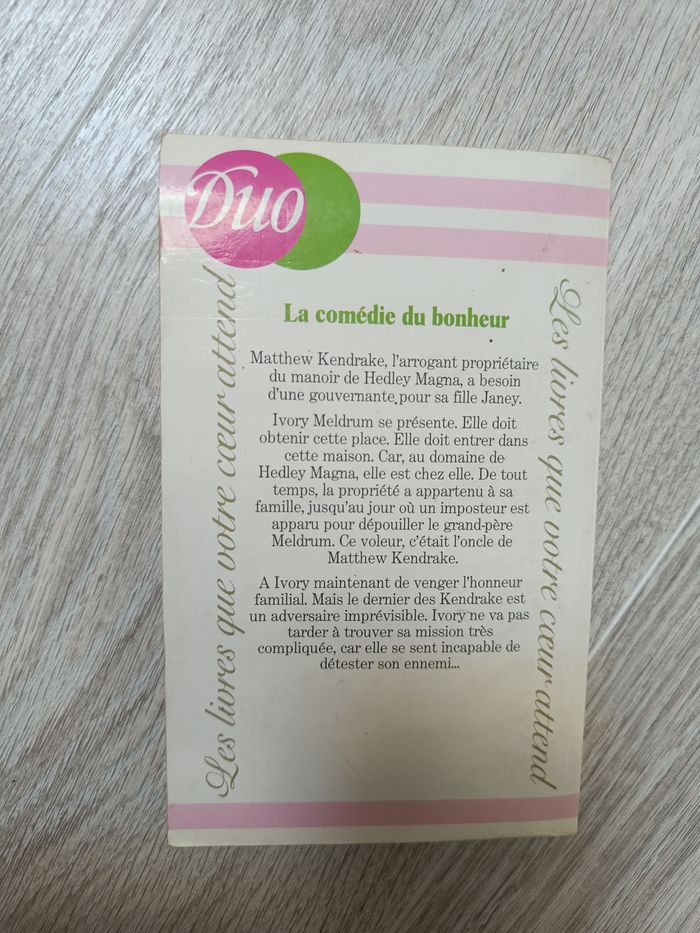 Duo
La comédie du bonheur
Matthew Kendrake, l'arrogant propriétaire
du manoir de Hedley Magna, a besoin
d'une gouvernante pour sa fille Janey.
Ivory Meldrum se présente. Elle doit
obtenir cette place. Elle doit entrer dans
cette maison. Car, au domaine de
Hedley Magna, elle est chez elle. De tout
temps, la propriété a appartenu à sa
famille, jusqu'au jour où un imposteur est
apparu pour dépouiller le grand-père
Meldrum. Ce voleur, c'était l'oncle de
Matthew Kendrake.
A Ivory maintenant de venger l'honneur
familial. Mais le dernier des Kendrake est
un adversaire imprévisible. Ivory ne va pas
tarder à trouver sa mission très
compliquée, car elle se sent incapable de
détester son ennemi...
Les livres que votre cœur attend
Les livres que votre cœur attend